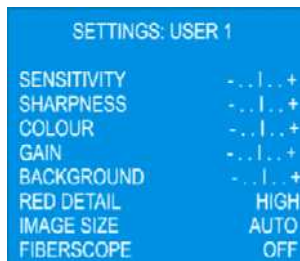 SETTINGS: USER 1
SENSITIVITY - . . I . . +
SHARPNESS - . . I . . +
COLOUR - . . I . . +
GAIN - . . I . . +
BACKGROUND - . . I . . +
RED DETAIL HIGH
IMAGE SIZE AUTO
FIBERSCOPE OFF